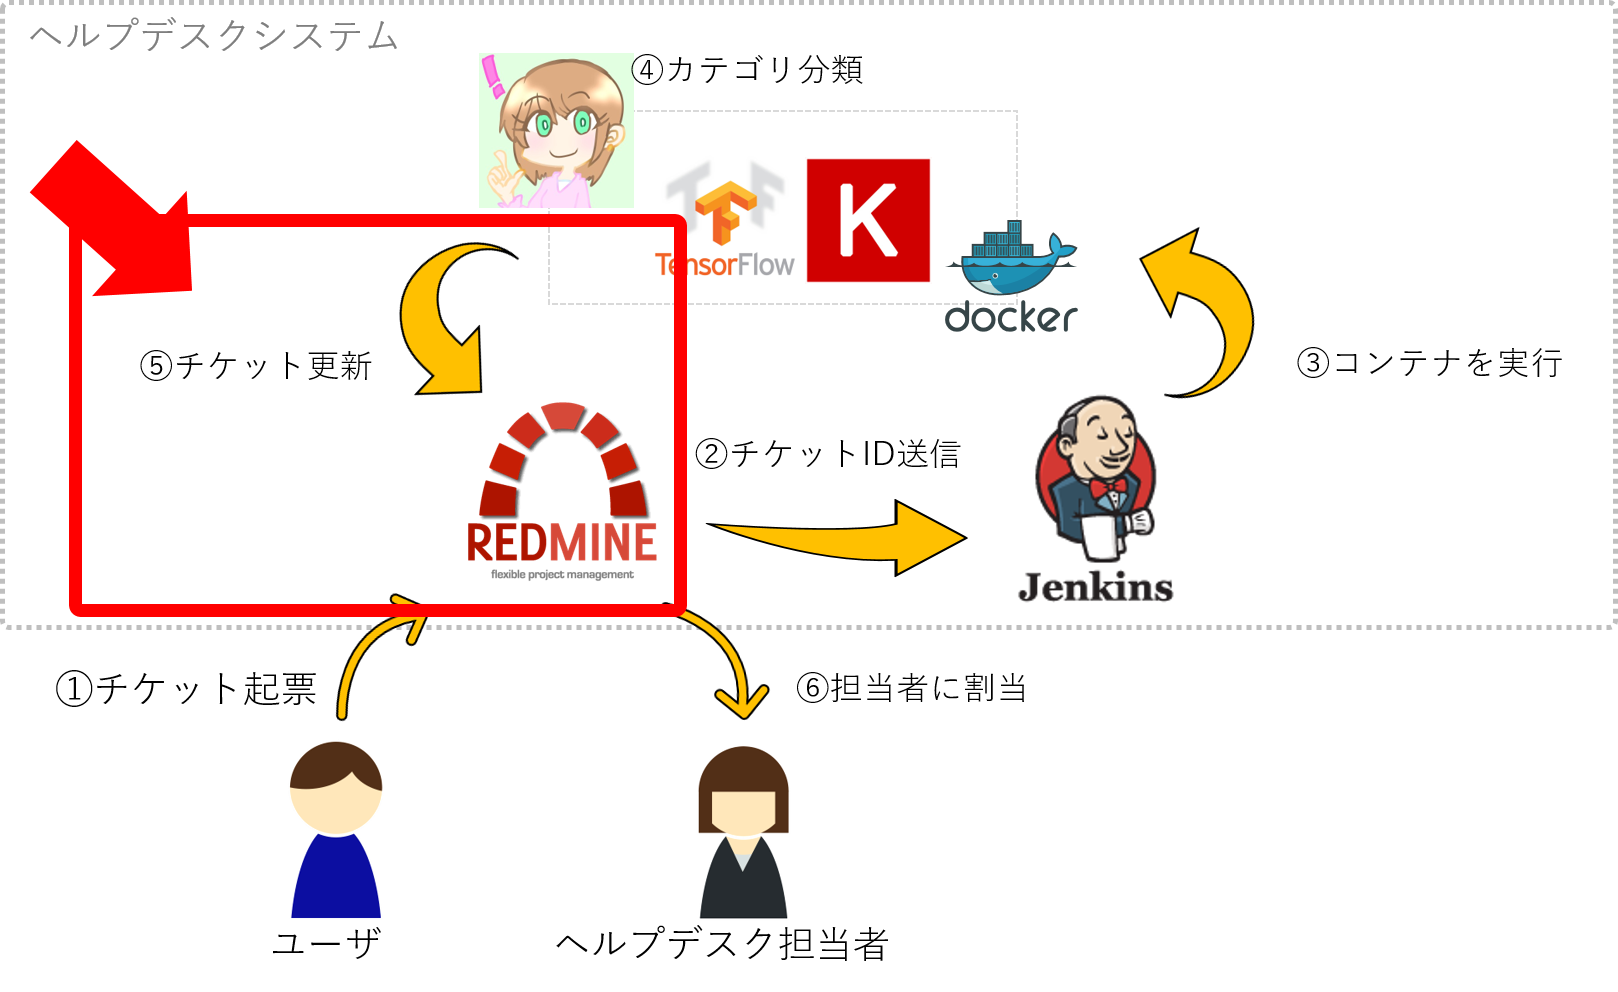 ヘルプデスクシステム
④カテゴリ分類
TensorFlow
K
docker
⑤チケット更新
③コンテナを実行
②チケットID送信
REDMINE
flexible project management
Jenkins
①チケット起票
⑥担当者に割当
ユーザ
ヘルプデスク担当者